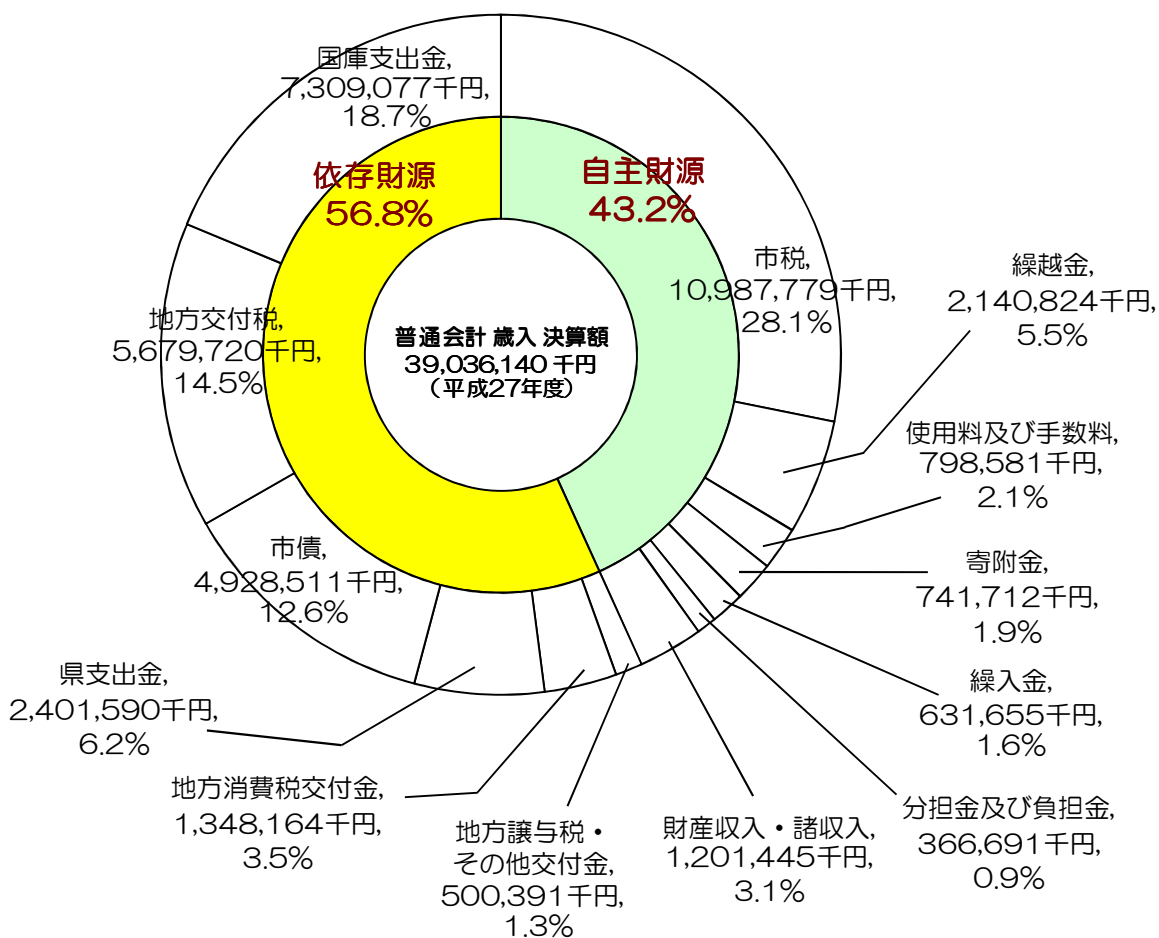 国庫支出金,
7,309,077千円,
18.7%
依存財源
56.8%
自主財源
43.2%
市税,
10,987,779千円,
28.1%
繰越金,
2,140,824千円,
5.5%
地方交付税,
5,679,720千円,
14.5%
普通会計 歳入 決算額
39,036,140 千円
（平成27年度）
使用料及び手数料,
798,581千円,
2.1%
市債,
4,928,511千円,
12.6%
寄附金,
741,712千円,
1.9%
県支出金,
2,401,590千円,
6.2%
繰入金,
631,655千円,
1.6%
地方消費税交付金,
1,348,164千円,
3.5%
地方譲与税・
その他交付金,
500,391千円,
1.3%
財産収入・諸収入,
1,201,445千円,
3.1%
分担金及び負担金,
366,691千円,
0.9%